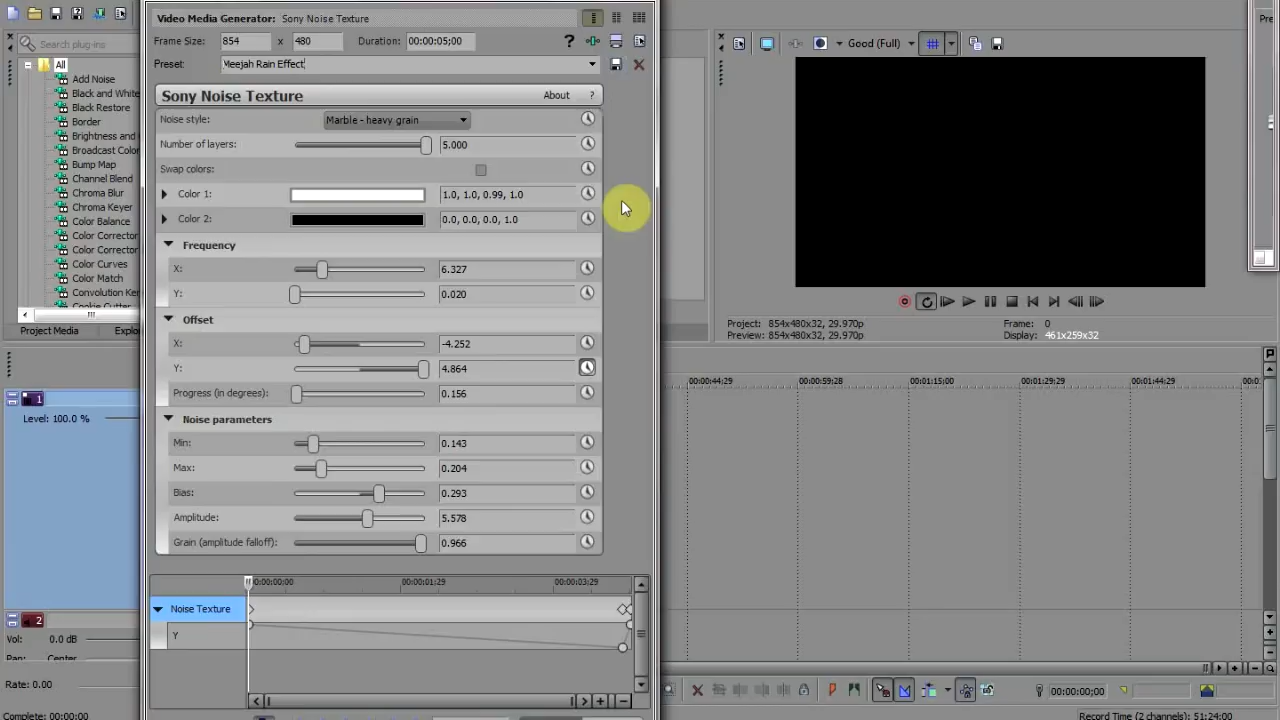 Video Media Generator: Sony Noise Texture
Frame Size: 854 x 480 Duration: 00:00:05;00
Preset: Meejah Rain Effect
Sony Noise Texture About ?
Noise style: Marble - heavy grain
Number of layers: 5.000
Swap colors:
Color 1: 1.0, 1.0, 0.99, 1.0
Color 2: 0.0, 0.0, 0.0, 1.0
Frequency
X: 6.327
Y: 0.020
Offset
X: -4.252
Y: 4.864
Progress (in degrees): 0.156
Noise parameters
Min: 0.143
Max: 0.204
Bias: 0.293
Amplitude: 5.578
Grain (amplitude falloff): 0.966
0:00:00:00 00:00:01:29 00:00:03:29
Noise Texture
Y
Search plug-ins
All
Add Noise
Black and White
Black Restore
Border
Brightness and
Broadcast Color
Bump Map
Channel Blend
Chroma Blur
Chroma Keyer
Color Balance
Color Corrector
Color Corrector
Color Curves
Color Match
Convolution Ker
Cookie Cutter
Project Media Explo
1
Level: 100.0 %
2
Vol: 0.0 dB
Pan: Center
Rate: 0.00
Complete: 00:00:00
Pre
Good (Full)
Project: 854x480x32, 29.970p Frame: 0
Preview: 854x480x32, 29.970p Display: 461x259x32
00:00:44;29 00:00:59;28 00:01:15;00 00:01:29;29 00:01:44;29 00:0
00:00:00;00
Record Time (2 channels): 51:24:00